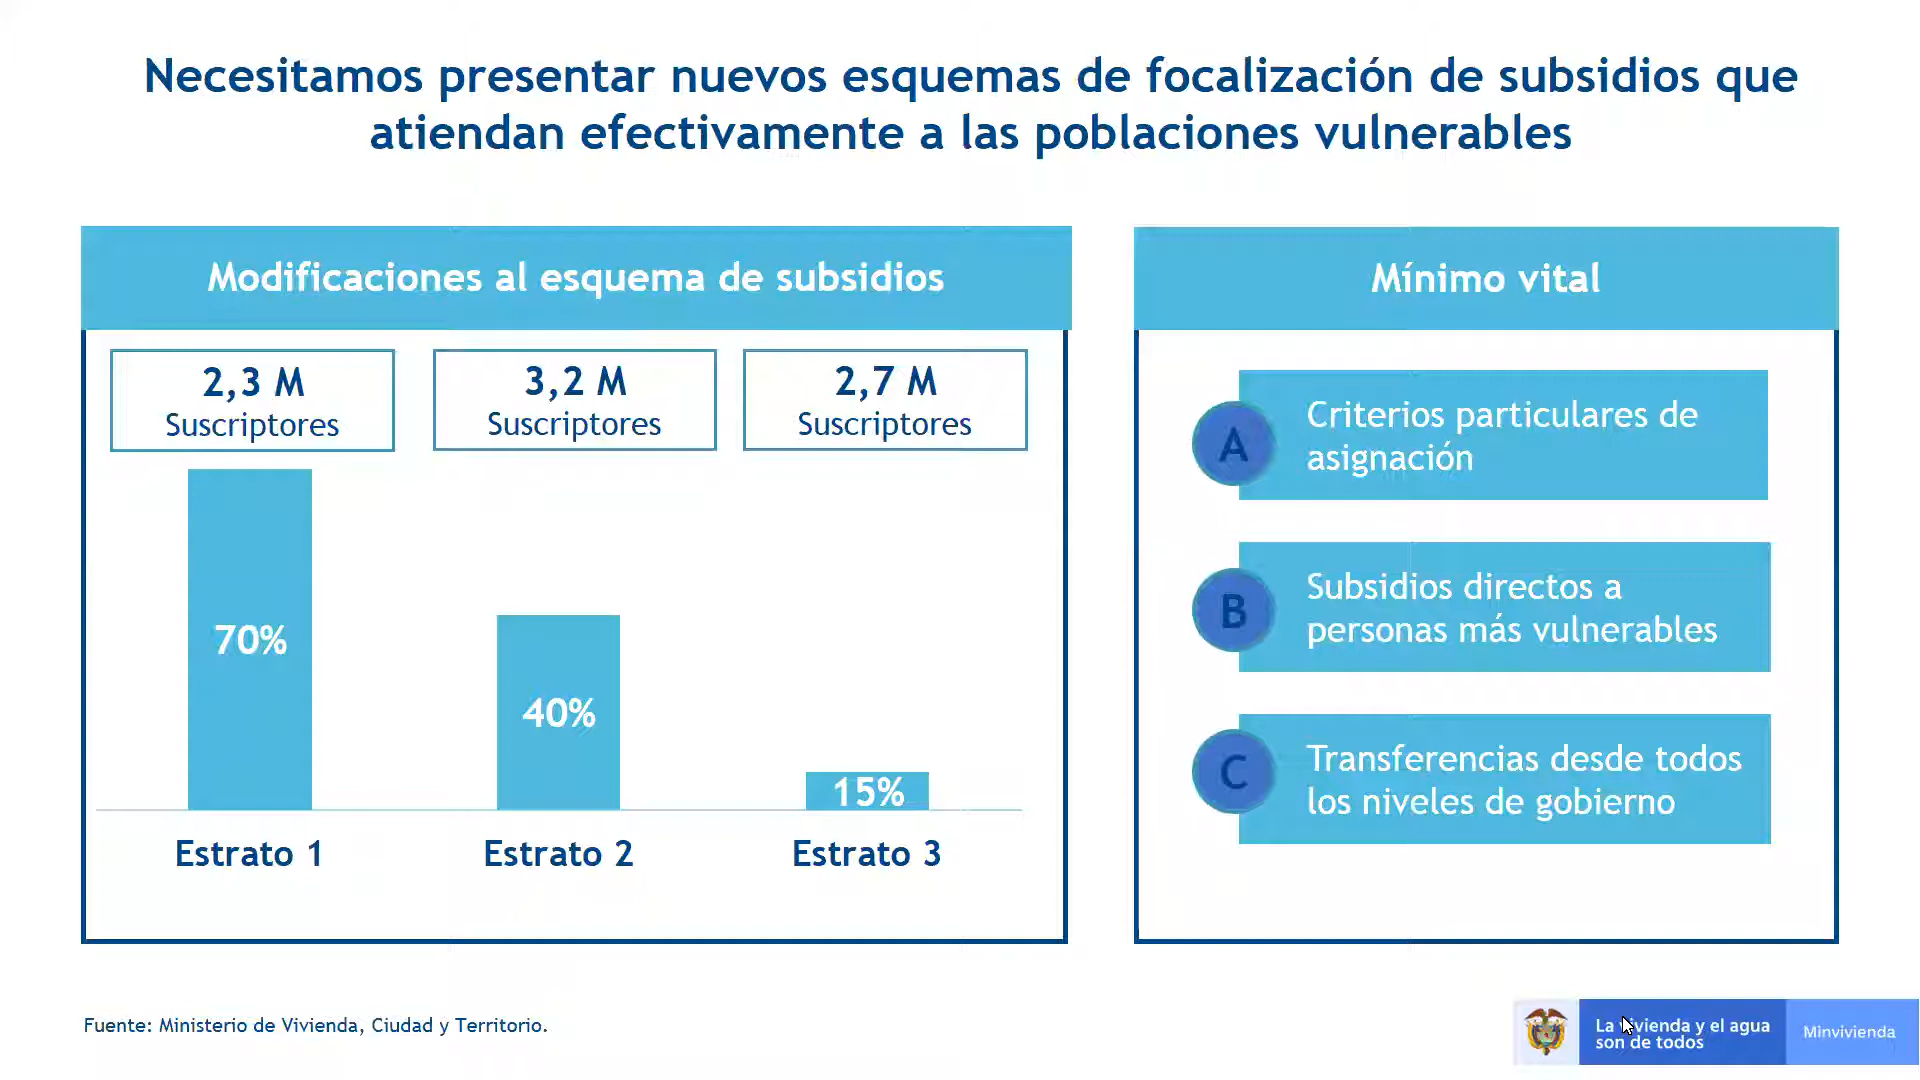 Necesitamos presentar nuevos esquemas de focalización de subsidios que
atiendan efectivamente a las poblaciones vulnerables
Modificaciones al esquema de subsidios
2,3 M
Suscriptores
3,2 M
Suscriptores
2,7 M
Suscriptores
70%
40%
15%
Estrato 1
Estrato 2
Estrato 3
Mínimo vital
A
Criterios particulares de
asignación
B
Subsidios directos a
personas más vulnerables
C
Transferencias desde todos
los niveles de gobierno
Fuente: Ministerio de Vivienda, Ciudad y Territorio.
La vivienda y el agua
son de todos
Minvivienda